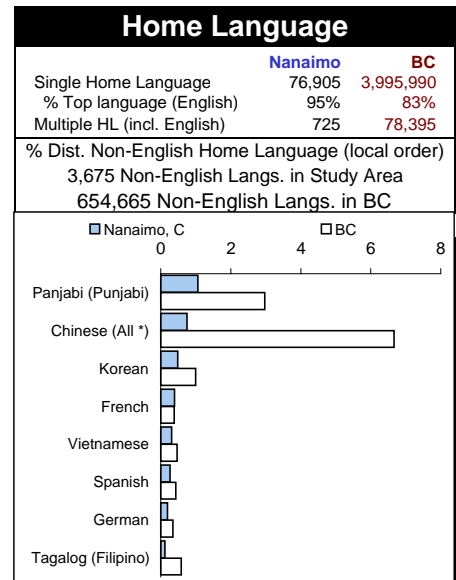 Home Language
Nanaimo BC
Single Home Language 76,905 3,995,990
% Top language (English) 95% 83%
Multiple HL (incl. English) 725 78,395
% Dist. Non-English Home Language (local order)
3,675 Non-English Langs. in Study Area
654,665 Non-English Langs. in BC
Nanaimo, C BC
0 2 4 6 8
Panjabi (Punjabi)
Chinese (All *)
Korean
French
Vietnamese
Spanish
German
Tagalog (Filipino)